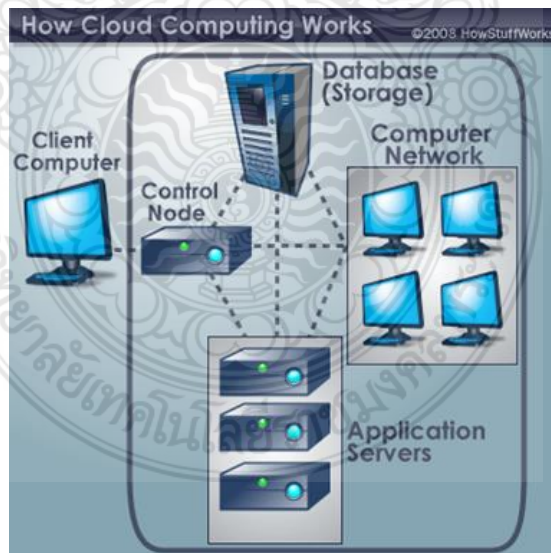 How Cloud Computing Works
©2008 HowStuffWorks
Database
(Storage)
Client
Computer
Computer
Network
Control
Node
Application
Servers